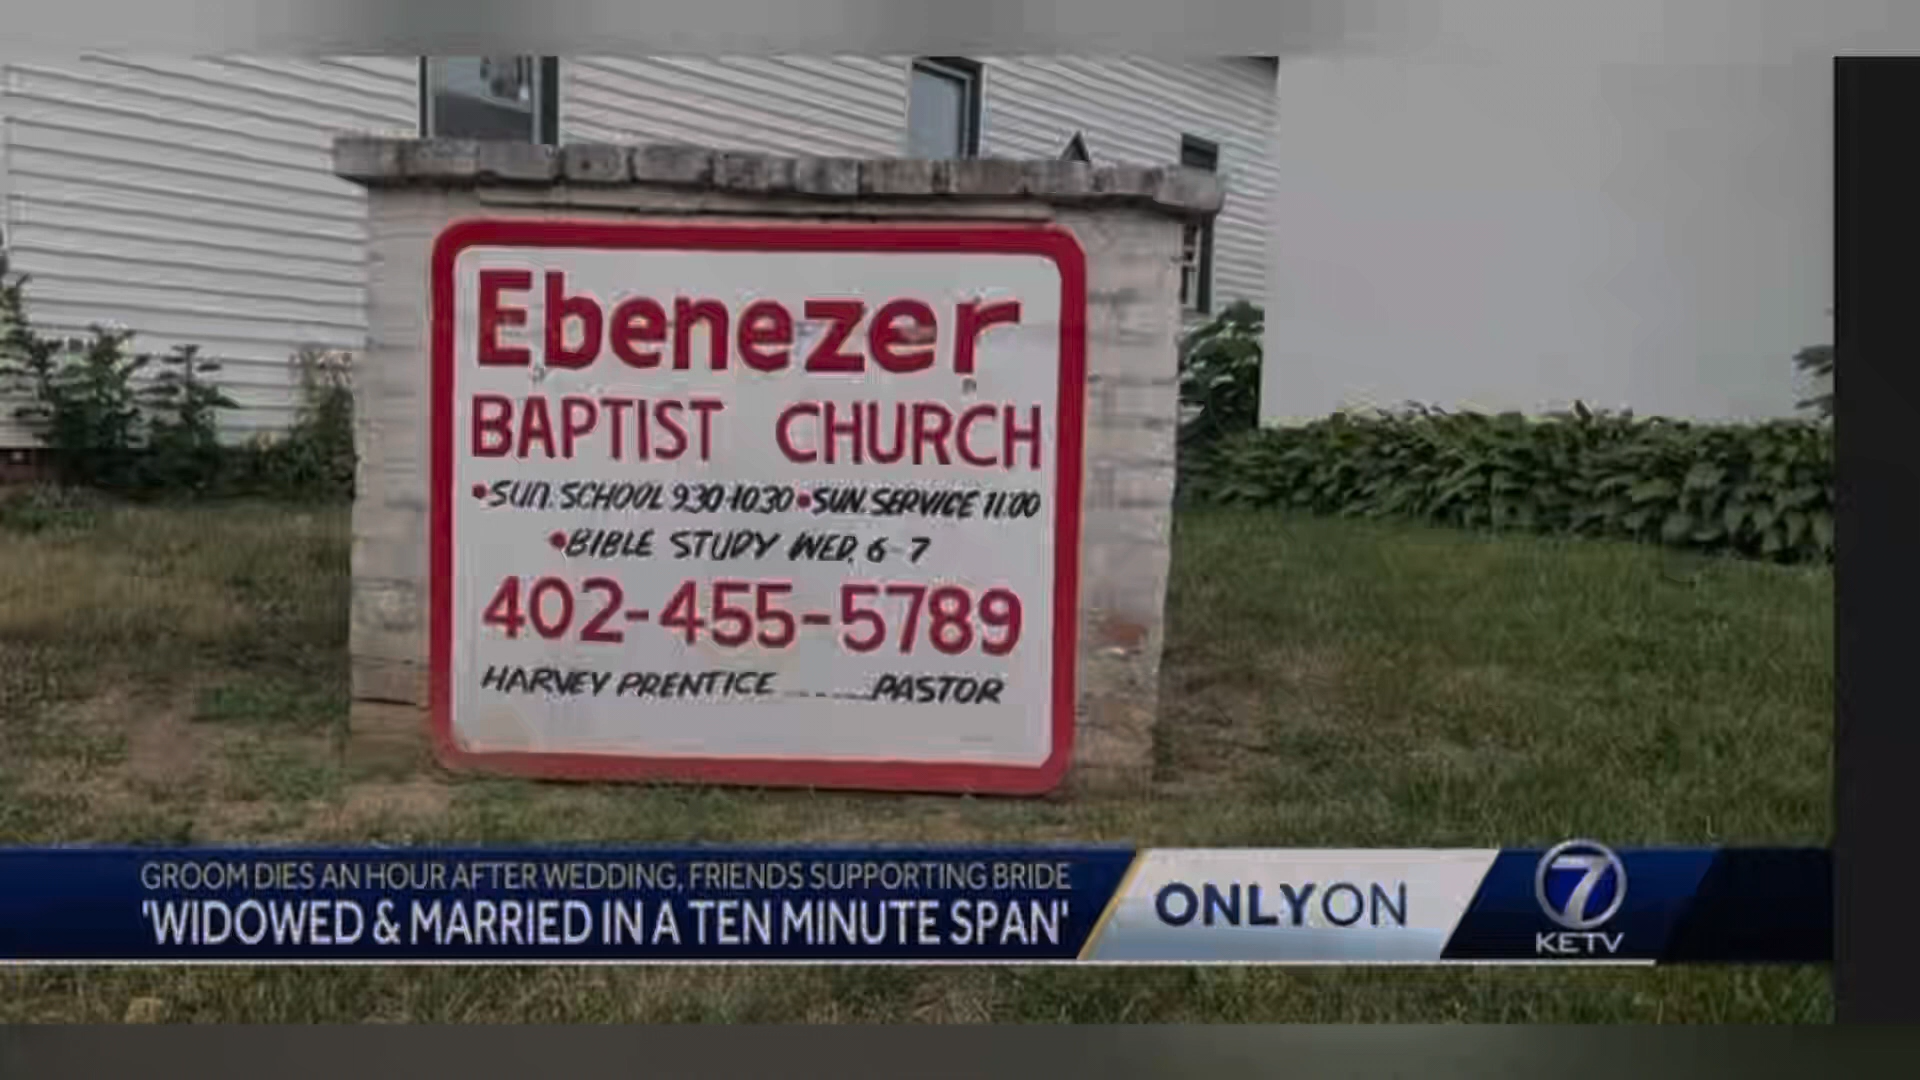 Ebenezer
BAPTIST CHURCH
•SUN. SCHOOL 9:30-10:30 •SUN. SERVICE 11:00
•BIBLE STUDY WED. 6-7
402-455-5789
HARVEY PRENTICE ........PASTOR
GROOM DIES AN HOUR AFTER WEDDING, FRIENDS SUPPORTING BRIDE
'WIDOWED & MARRIED IN A TEN MINUTE SPAN'
ONLY ON
7
KETV